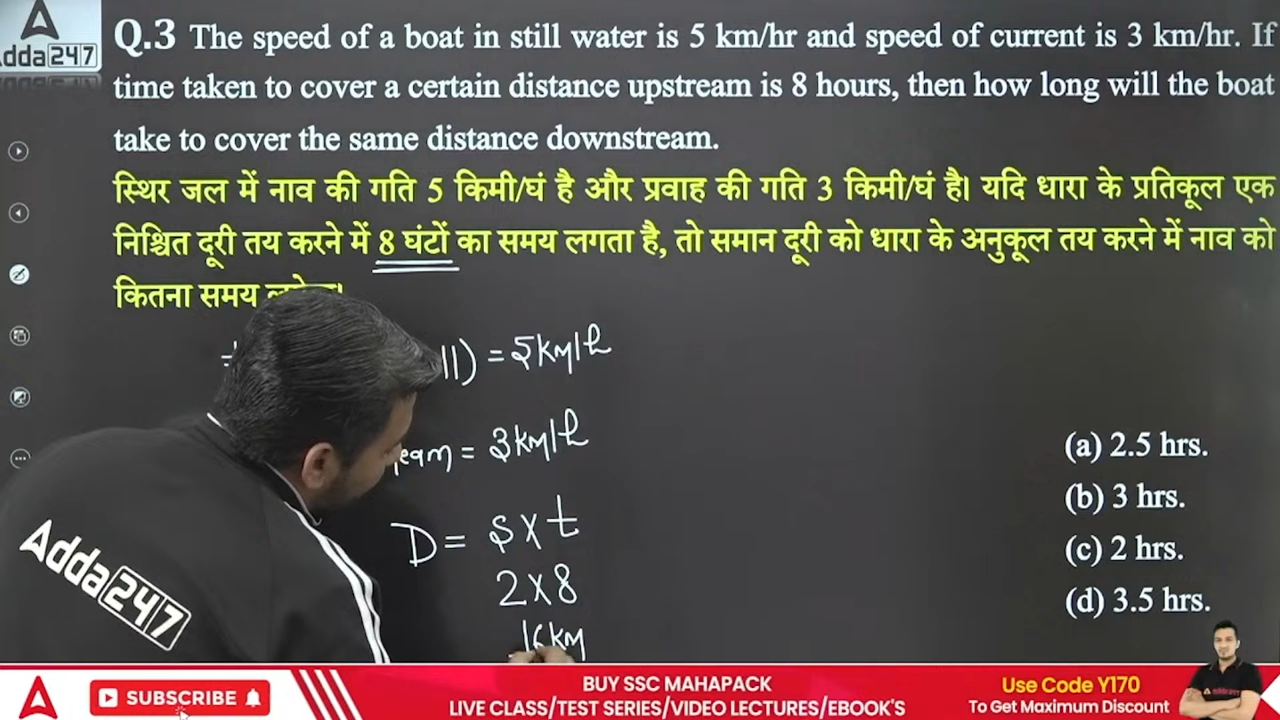 Adda247
Q.3 The speed of a boat in still water is 5 km/hr and speed of current is 3 km/hr. If
time taken to cover a certain distance upstream is 8 hours, then how long will the boat
take to cover the same distance downstream.
स्थिर जल में नाव की गति 5 किमी/घं है और प्रवाह की गति 3 किमी/घं है। यदि धारा के प्रतिकूल एक
निश्चित दूरी तय करने में 8 घंटों का समय लगता है, तो समान दूरी को धारा के अनुकूल तय करने में नाव को
कितना समय
ll) = 5km/h
eam = 3km/h
D = s x t
2 x 8
16km
(a) 2.5 hrs.
(b) 3 hrs.
(c) 2 hrs.
(d) 3.5 hrs.
Adda247
SUBSCRIBE
BUY SSC MAHAPACK
LIVE CLASS/TEST SERIES/VIDEO LECTURES/EBOOK'S
Use Code Y170
To Get Maximum Discount